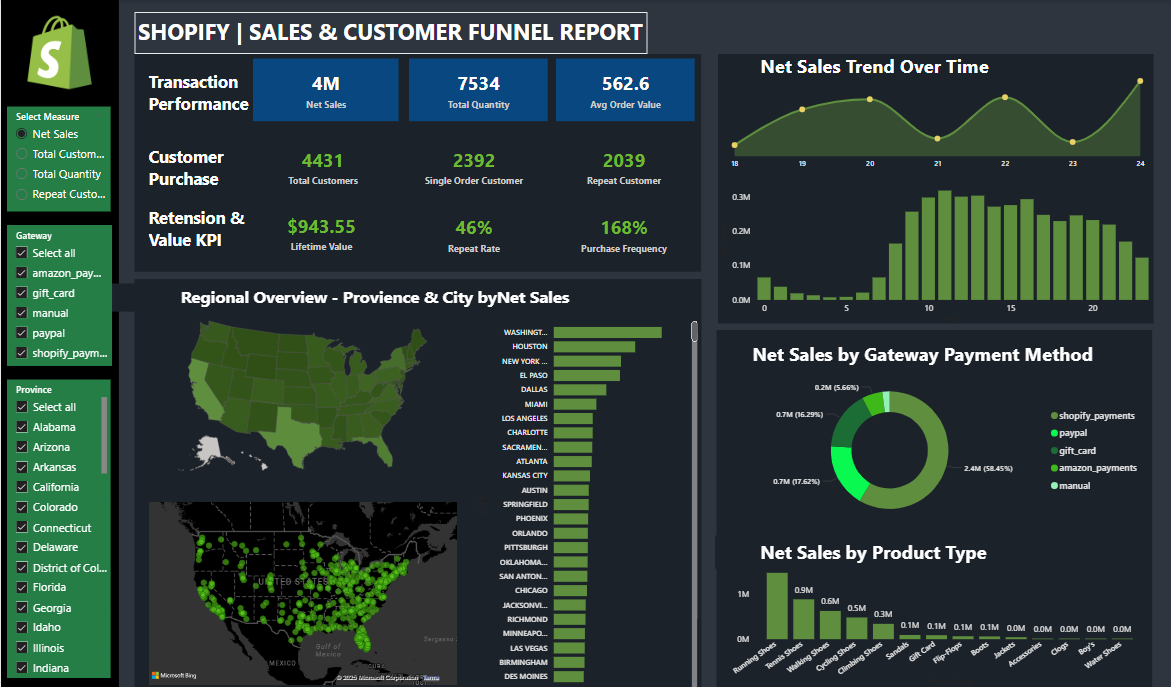 SHOPIFY | SALES & CUSTOMER FUNNEL REPORT
Select Measure
Net Sales
Total Custom...
Total Quantity
Repeat Custo...
Gateway
Select all
amazon_pay...
gift_card
manual
paypal
shopify_paym...
Province
Select all
Alabama
Arizona
Arkansas
California
Colorado
Connecticut
Delaware
District of Col...
Florida
Georgia
Idaho
Illinois
Indiana
Transaction
Performance
4M
Net Sales
7534
Total Quantity
562.6
Avg Order Value
Customer
Purchase
4431
Total Customers
2392
Single Order Customer
2039
Repeat Customer
Retension &
Value KPI
$943.55
Lifetime Value
46%
Repeat Rate
168%
Purchase Frequency
Regional Overview - Provience & City byNet Sales
WASHINGT...
HOUSTON
NEW YORK ...
EL PASO
DALLAS
MIAMI
LOS ANGELES
CHARLOTTE
SACRAMEN...
ATLANTA
KANSAS CITY
AUSTIN
SPRINGFIELD
PHOENIX
ORLANDO
PITTSBURGH
OKLAHOMA...
SAN ANTON...
CHICAGO
JACKSONVI...
RICHMOND
MINNEAPO...
LAS VEGAS
BIRMINGHAM
DES MOINES
UNITED STATES
Gulf of
Mexico
MEXICO
CUBA
Sargasso
Microsoft Bing
© 2025 Microsoft Corporation Terms
Net Sales Trend Over Time
18 19 20 21 22 23 24
0.3M
0.2M
0.1M
0.0M
0 5 10 15 20
Net Sales by Gateway Payment Method
0.2M (5.66%)
0.7M (16.29%)
0.7M (17.62%)
2.4M (58.45%)
shopify_payments
paypal
gift_card
amazon_payments
manual
Net Sales by Product Type
1M
0M
0.9M 0.6M 0.5M 0.3M 0.1M 0.1M 0.1M 0.1M 0.0M 0.0M 0.0M 0.0M 0.0M
Running Shoes
Tennis Shoes
Walking Shoes
Cycling Shoes
Climbing Shoes
Sandals
Gift Card
Flip-Flops
Boots
Jackets
Accessories
Clogs
Boy's
Water Shoes